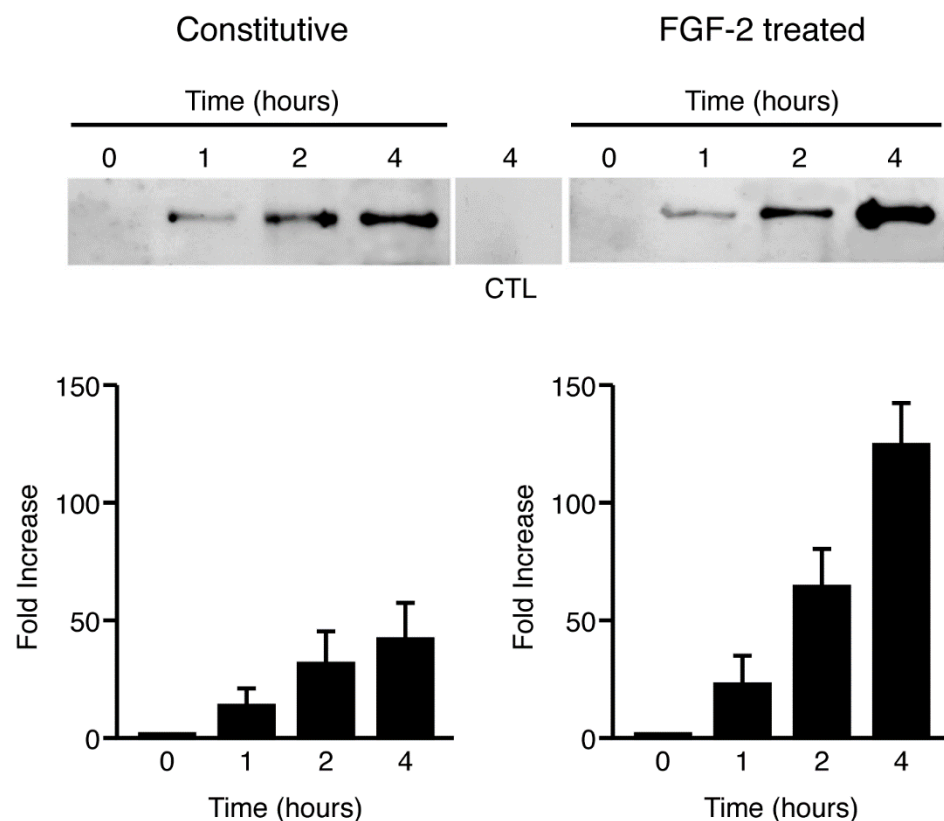 Constitutive
FGF-2 treated
Time (hours)
Time (hours)
0 1 2 4
4
0 1 2 4
CTL
150
100
50
0
Fold Increase
0 1 2 4
Time (hours)
150
100
50
0
Fold Increase
0 1 2 4
Time (hours)